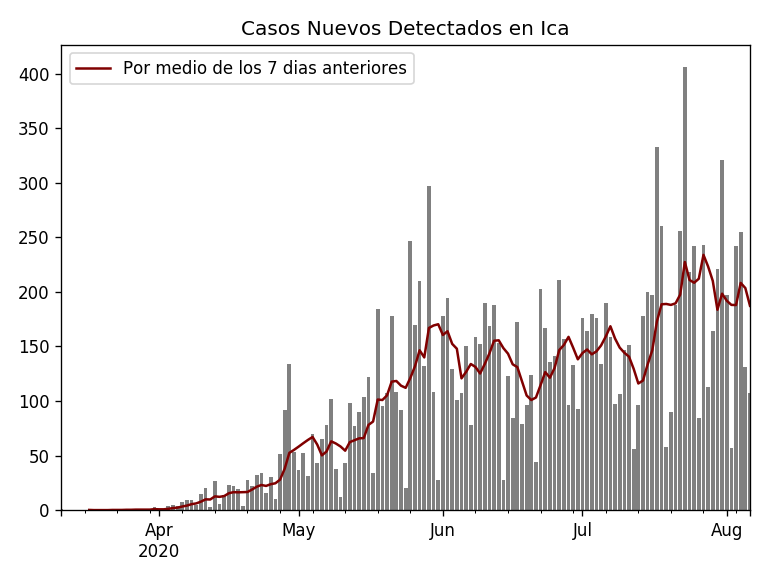 Casos Nuevos Detectados en Ica
Por medio de los 7 dias anteriores
400
350
300
250
200
150
100
50
0
Apr
2020
May
Jun
Jul
Aug